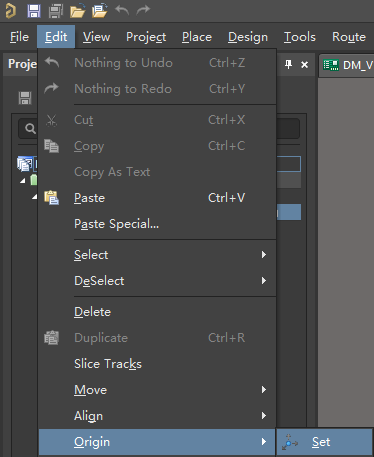 File Edit View Project Place Design Tools Route
Proje
DM_V
Nothing to Undo Ctrl+Z
Nothing to Redo Ctrl+Y
Cut Ctrl+X
Copy Ctrl+C
Copy As Text
Paste Ctrl+V
Paste Special...
Select
DeSelect
Delete
Duplicate Ctrl+R
Slice Tracks
Move
Align
Origin
Set